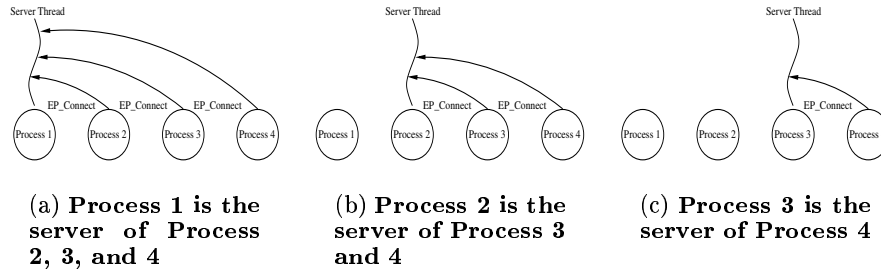 Server Thread
EP_Connect EP_Connect EP_Connect
Process 1 Process 2 Process 3 Process 4
(a) Process 1 is the
server of Process
2, 3, and 4
Server Thread
EP_Connect EP_Connect
Process 1 Process 2 Process 3 Process 4
(b) Process 2 is the
server of Process 3
and 4
Server Thread
EP_Connect
Process 1 Process 2 Process 3 Process
(c) Process 3 is the
server of Process 4